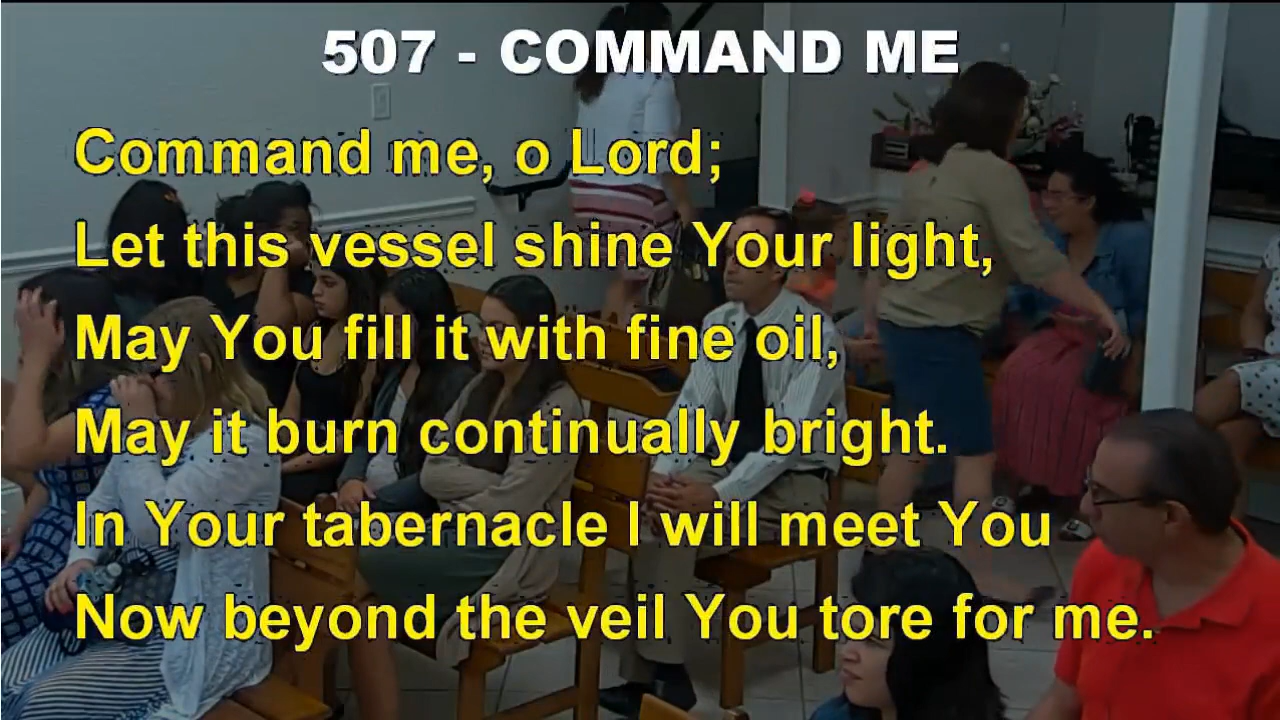 507 - COMMAND ME
Command me, o Lord;
Let this vessel shine Your light,
May You fill it with fine oil,
May it burn continually bright.
In Your tabernacle I will meet You
Now beyond the veil You tore for me.